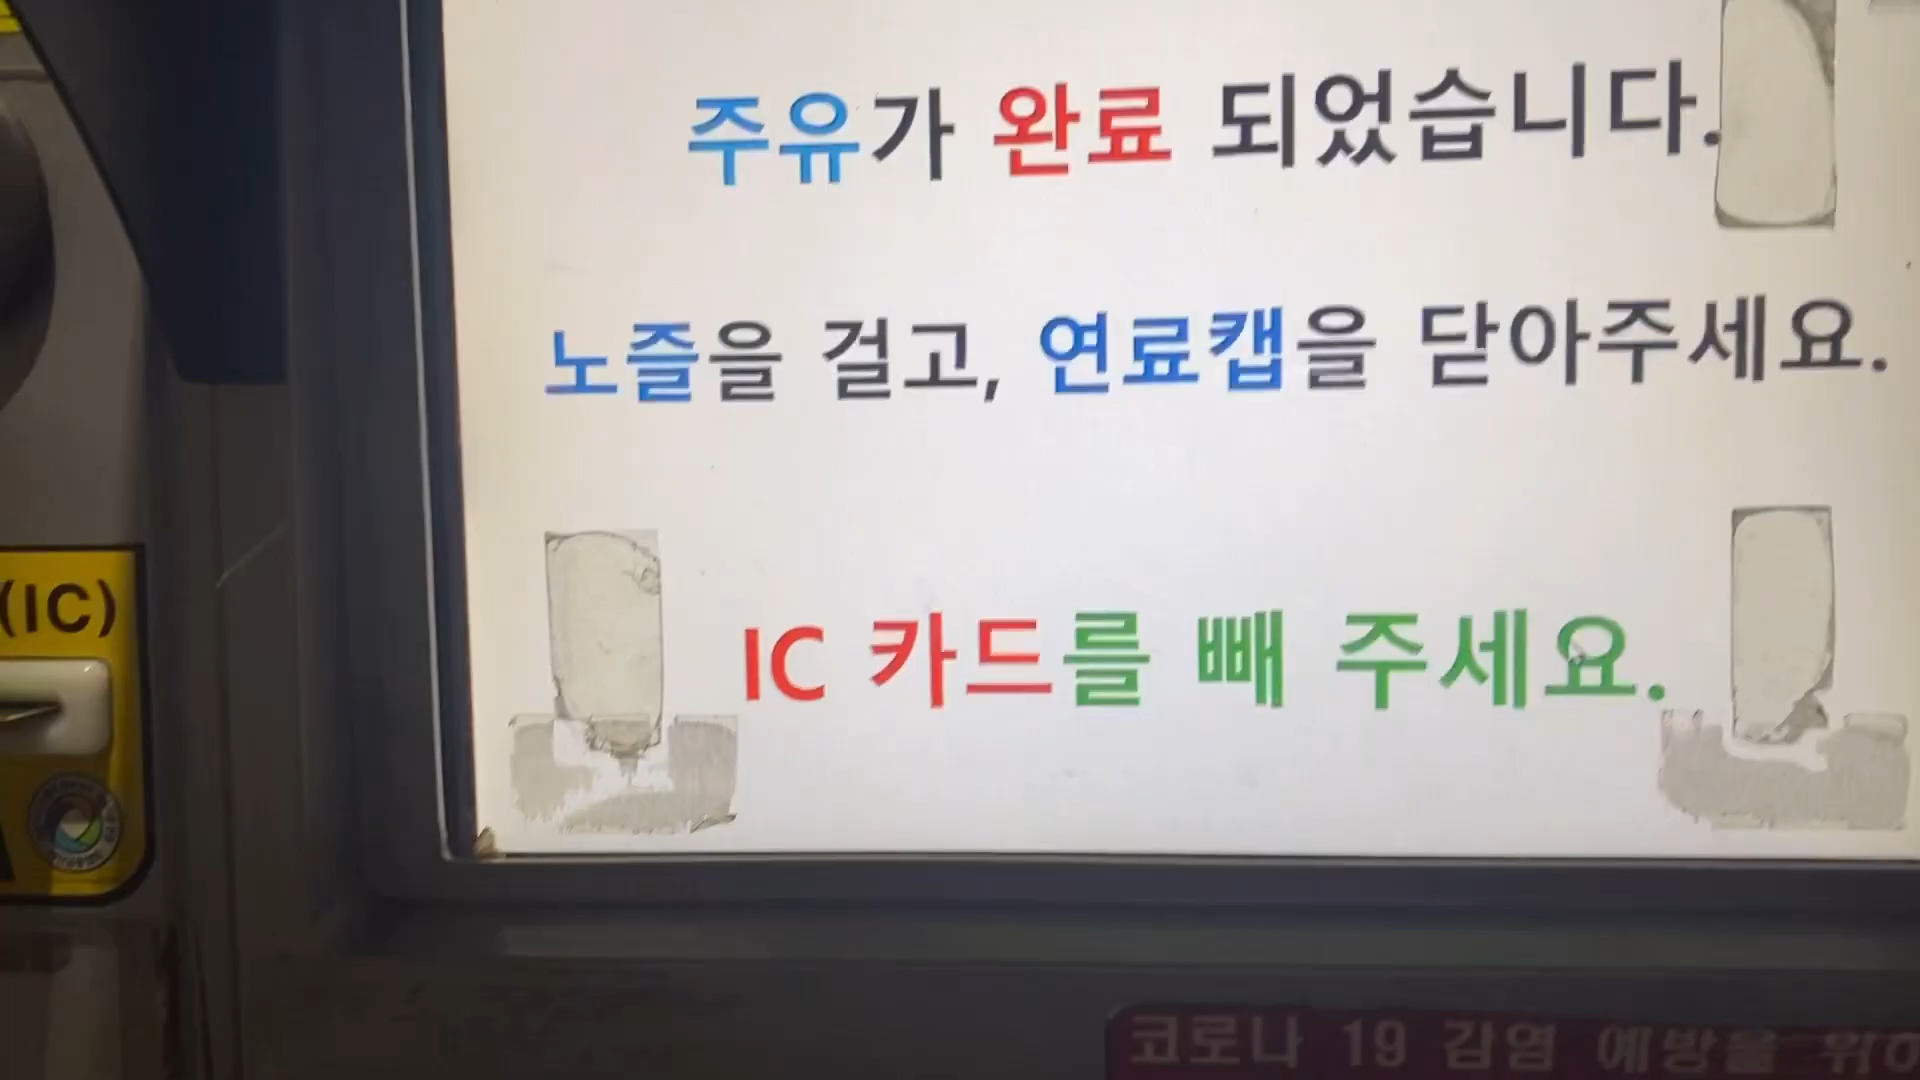 주유가 완료 되었습니다.
노즐을 걸고, 연료캡을 닫아주세요.
IC 카드를 빼 주세요.
(IC)
코로나 19 감염 예방을